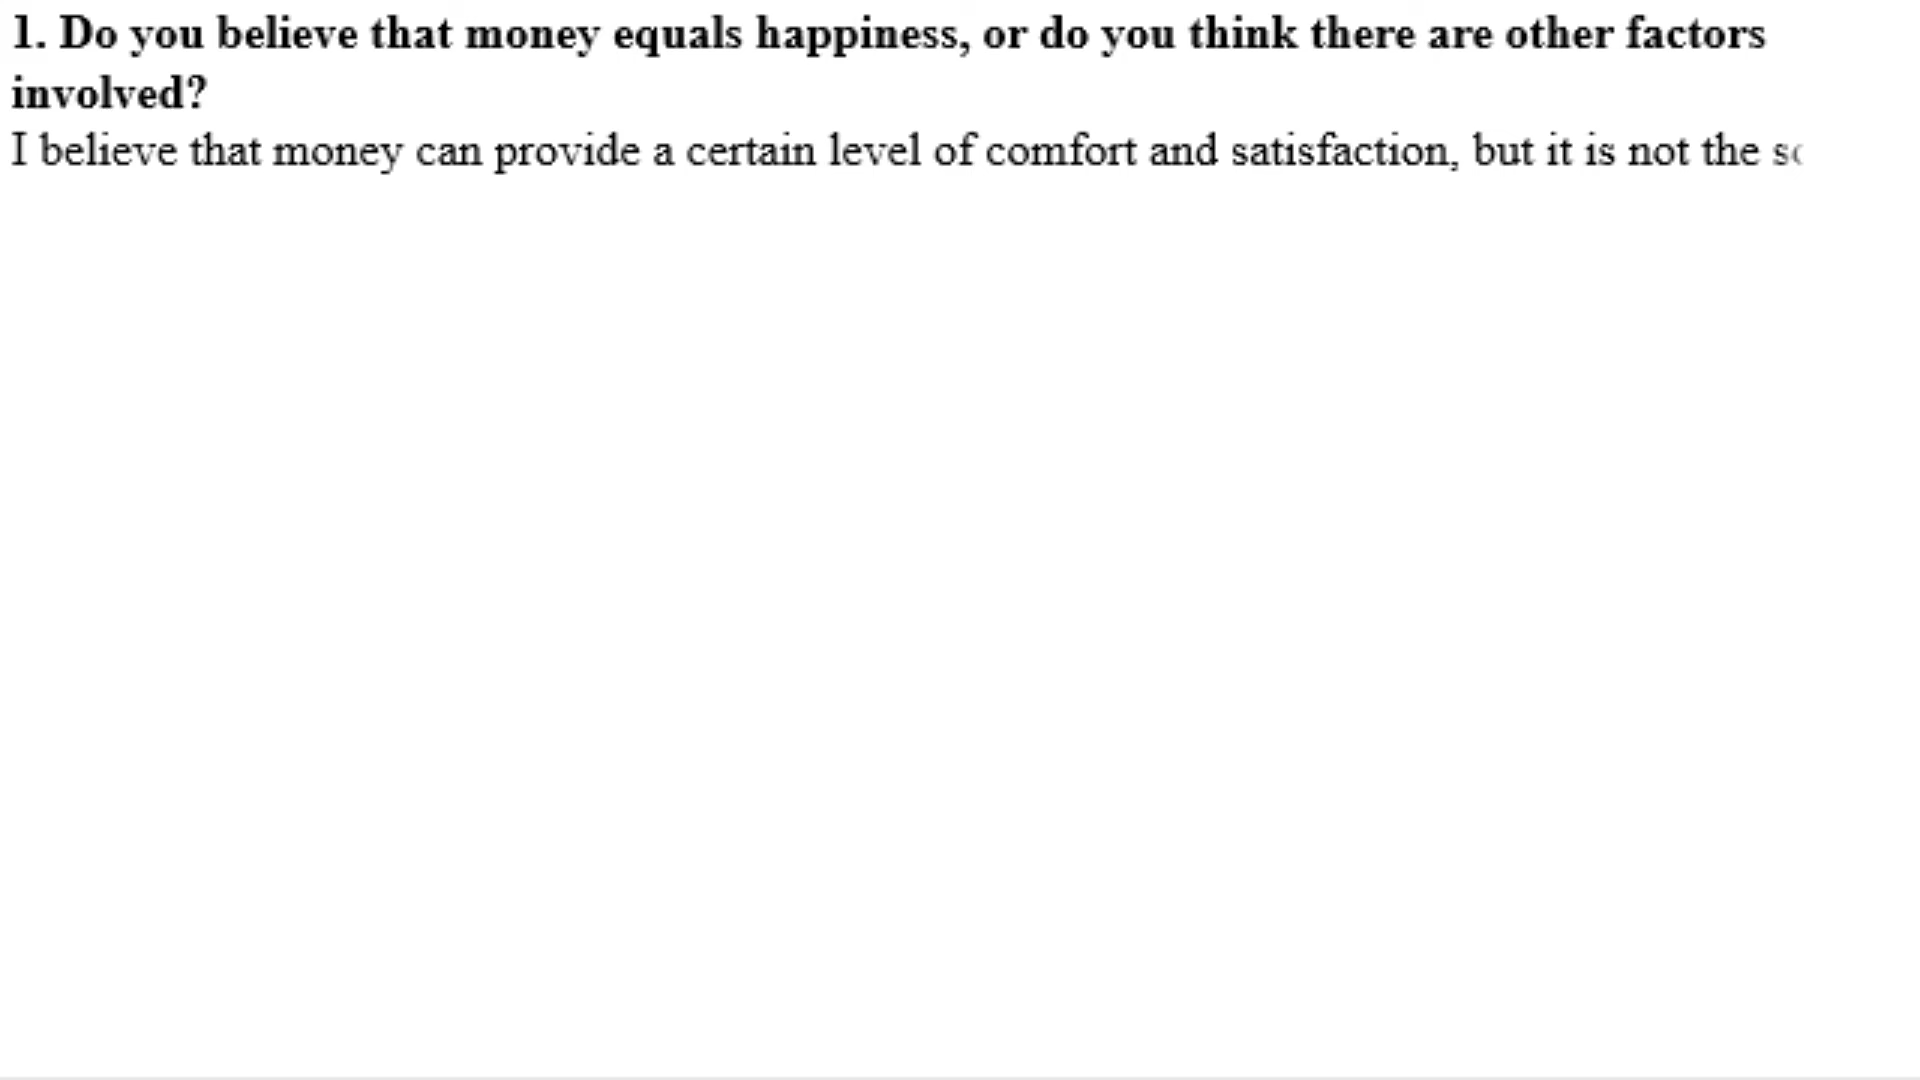 1. Do you believe that money equals happiness, or do you think there are other factors
involved?
I believe that money can provide a certain level of comfort and satisfaction, but it is not the